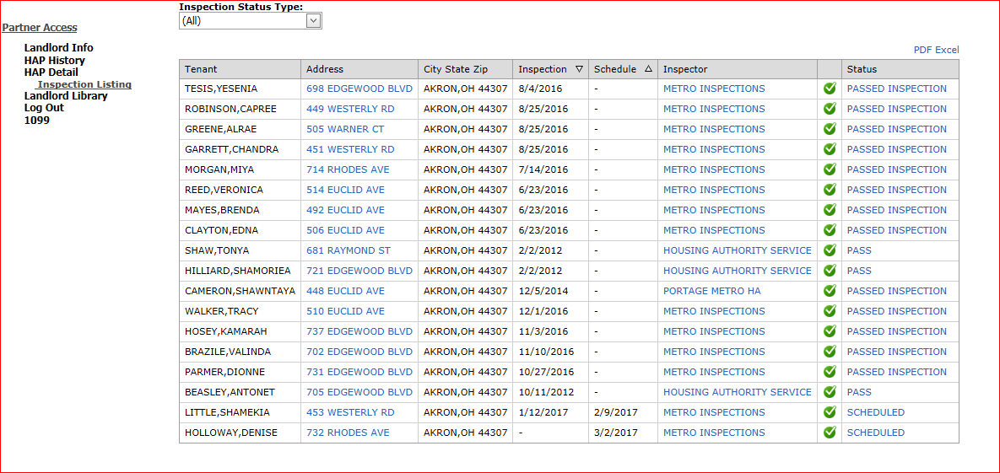 Inspection Status Type:
(All)
Partner Access
Landlord Info
HAP History
HAP Detail
Inspection Listing
Landlord Library
Log Out
1099
PDF Excel
Tenant Address City State Zip Inspection Schedule Inspector Status
TESIS,YESENIA 698 EDGEWOOD BLVD AKRON,OH 44307 8/4/2016 - METRO INSPECTIONS PASSED INSPECTION
ROBINSON,CAPREE 449 WESTERLY RD AKRON,OH 44307 8/25/2016 - METRO INSPECTIONS PASSED INSPECTION
GREENE,ALRAE 505 WARNER CT AKRON,OH 44307 8/25/2016 - METRO INSPECTIONS PASSED INSPECTION
GARRETT,CHANDRA 451 WESTERLY RD AKRON,OH 44307 8/25/2016 - METRO INSPECTIONS PASSED INSPECTION
MORGAN,MIYA 714 RHODES AVE AKRON,OH 44307 7/14/2016 - METRO INSPECTIONS PASSED INSPECTION
REED,VERONICA 514 EUCLID AVE AKRON,OH 44307 6/23/2016 - METRO INSPECTIONS PASSED INSPECTION
MAYES,BRENDA 492 EUCLID AVE AKRON,OH 44307 6/23/2016 - METRO INSPECTIONS PASSED INSPECTION
CLAYTON,EDNA 506 EUCLID AVE AKRON,OH 44307 6/23/2016 - METRO INSPECTIONS PASSED INSPECTION
SHAW,TONYA 681 RAYMOND ST AKRON,OH 44307 2/2/2012 - HOUSING AUTHORITY SERVICE PASS
HILLIARD,SHAMORIEA 721 EDGEWOOD BLVD AKRON,OH 44307 2/2/2012 - HOUSING AUTHORITY SERVICE PASS
CAMERON,SHAWNTAYA 448 EUCLID AVE AKRON,OH 44307 12/5/2014 - PORTAGE METRO HA PASSED INSPECTION
WALKER,TRACY 510 EUCLID AVE AKRON,OH 44307 12/1/2016 - METRO INSPECTIONS PASSED INSPECTION
HOSEY,KAMARAH 737 EDGEWOOD BLVD AKRON,OH 44307 11/3/2016 - METRO INSPECTIONS PASSED INSPECTION
BRAZILE,VALINDA 702 EDGEWOOD BLVD AKRON,OH 44307 11/10/2016 - METRO INSPECTIONS PASSED INSPECTION
PARMER,DIONNE 731 EDGEWOOD BLVD AKRON,OH 44307 10/27/2016 - METRO INSPECTIONS PASSED INSPECTION
BEASLEY,ANTONET 705 EDGEWOOD BLVD AKRON,OH 44307 10/11/2012 - HOUSING AUTHORITY SERVICE PASS
LITTLE,SHAMEKIA 453 WESTERLY RD AKRON,OH 44307 1/12/2017 2/9/2017 METRO INSPECTIONS SCHEDULED
HOLLOWAY,DENISE 732 RHODES AVE AKRON,OH 44307 - 3/2/2017 METRO INSPECTIONS SCHEDULED